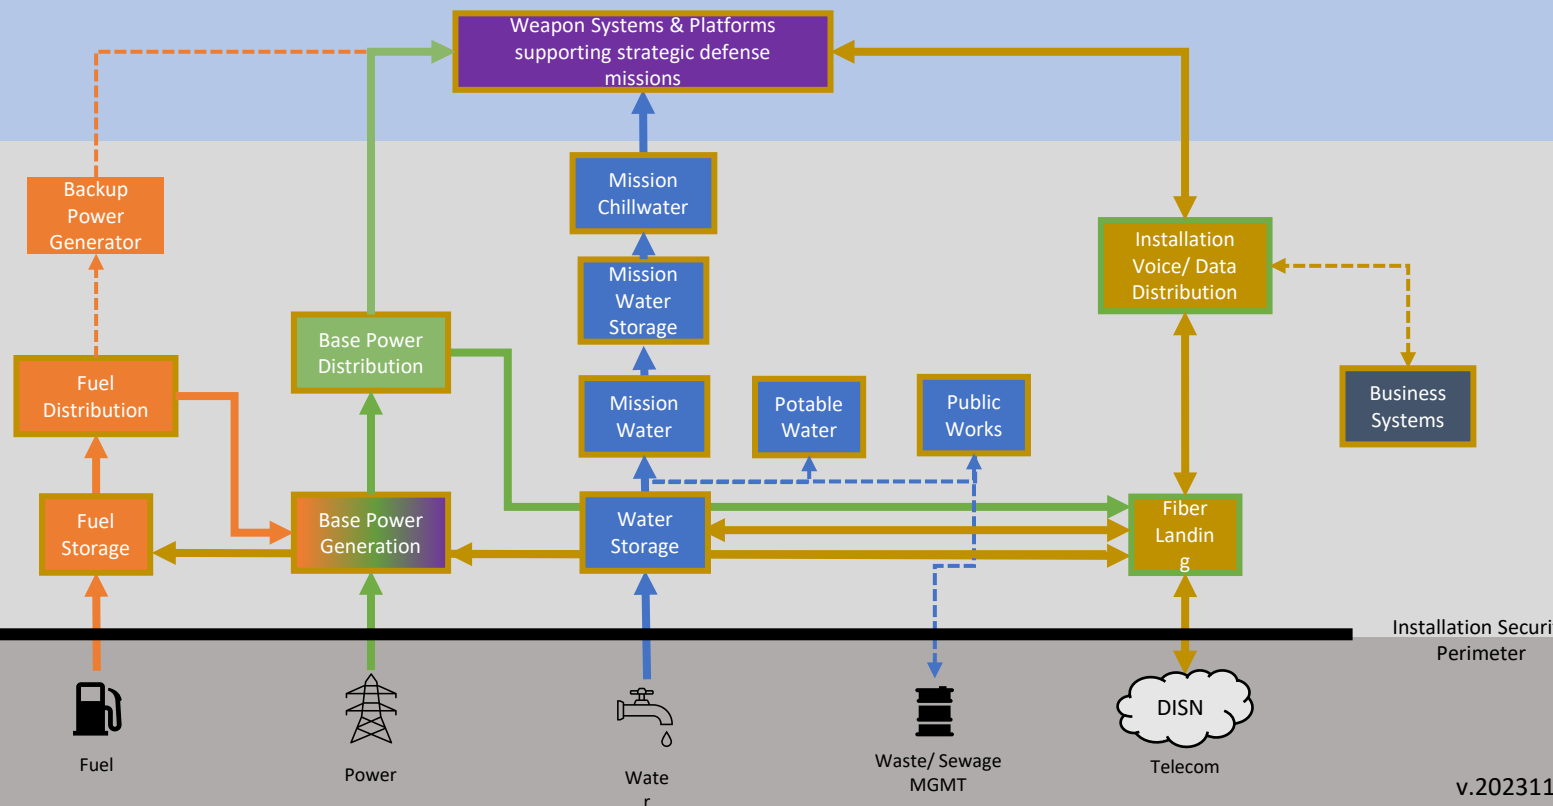 Weapon Systems & Platforms
supporting strategic defense
missions
Backup
Power
Generator
Mission
Chillwater
Installation
Voice/ Data
Distribution
Mission
Water
Storage
Base Power
Distribution
Fuel
Distribution
Mission
Water
Potable
Water
Public
Works
Business
Systems
Fuel
Storage
Base Power
Generation
Water
Storage
Fiber
Landin
g
Installation Securi
Perimeter
DISN
Fuel
Power
Wate
r
Waste/ Sewage
MGMT
Telecom
v.202311